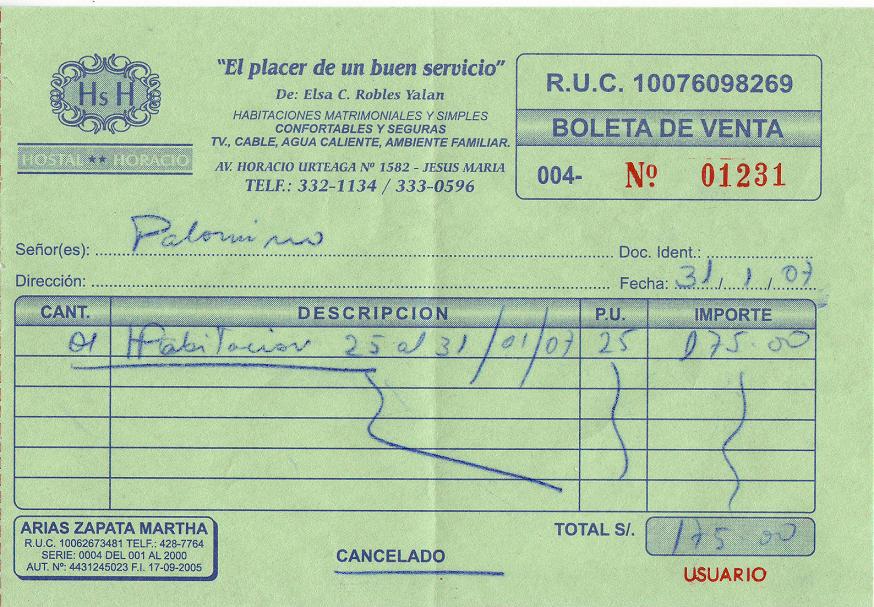 "El placer de un buen servicio"
De: Elsa C. Robles Yalan
HABITACIONES MATRIMONIALES Y SIMPLES
CONFORTABLES Y SEGURAS
TV., CABLE, AGUA CALIENTE, AMBIENTE FAMILIAR.
AV. HORACIO URTEAGA Nº 1582 - JESUS MARIA
TELF.: 332-1134 / 333-0596
HsH
HOSTAL ★★ HORACIO
R.U.C. 10076098269
BOLETA DE VENTA
004- Nº 01231
Señor(es): Palomino Doc. Ident.:
Dirección: Fecha: 31/1/07
CANT. DESCRIPCION P.U. IMPORTE
01 Habitacion 25 al 31/01/07 25 175.00
ARIAS ZAPATA MARTHA
R.U.C. 10062673481 TELF.: 428-7764
SERIE: 0004 DEL 001 AL 2000
AUT. Nº: 4431245023 F.I. 17-09-2005
CANCELADO
TOTAL S/. 175.00
USUARIO